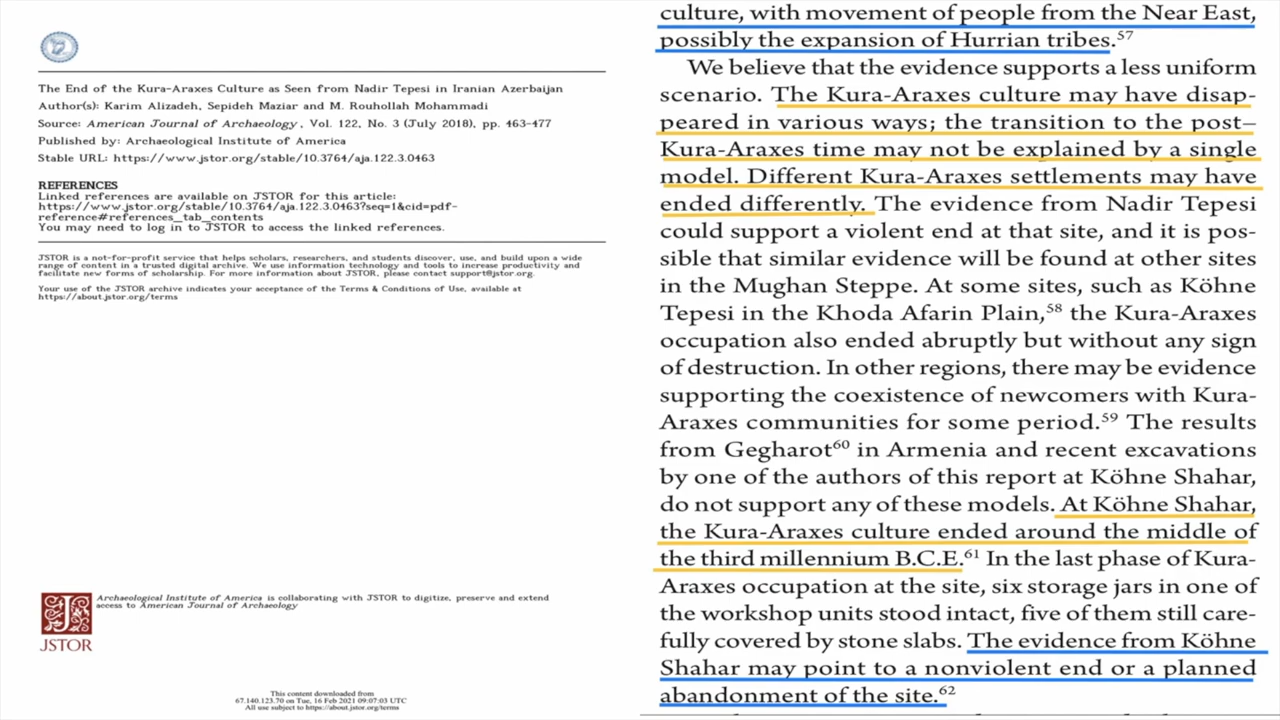 The End of the Kura-Araxes Culture as Seen from Nadir Tepesi in Iranian Azerbaijan
Author(s): Karim Alizadeh, Sepideh Maziar and M. Rouhollah Mohammadi
Source: American Journal of Archaeology, Vol. 122, No. 3 (July 2018), pp. 463-477
Published by: Archaeological Institute of America
Stable URL: https://www.jstor.org/stable/10.3764/aja.122.3.0463
REFERENCES
Linked references are available on JSTOR for this article:
https://www.jstor.org/stable/10.3764/aja.122.3.0463?seq=1&cid=pdf-
reference#references_tab_contents
You may need to log in to JSTOR to access the linked references.
JSTOR is a not-for-profit service that helps scholars, researchers, and students discover, use, and build upon a wide
range of content in a trusted digital archive. We use information technology and tools to increase productivity and
facilitate new forms of scholarship. For more information about JSTOR, please contact support@jstor.org.
Your use of the JSTOR archive indicates your acceptance of the Terms & Conditions of Use, available at
https://about.jstor.org/terms
Archaeological Institute of America is collaborating with JSTOR to digitize, preserve and extend
access to American Journal of Archaeology
JSTOR
This content downloaded from
67.140.123.70 on Tue, 16 Feb 2021 09:07:03 UTC
All use subject to https://about.jstor.org/terms
culture, with movement of people from the Near East,
possibly the expansion of Hurrian tribes.57
We believe that the evidence supports a less uniform
scenario. The Kura-Araxes culture may have disap-
peared in various ways; the transition to the post–
Kura-Araxes time may not be explained by a single
model. Different Kura-Araxes settlements may have
ended differently. The evidence from Nadir Tepesi
could support a violent end at that site, and it is pos-
sible that similar evidence will be found at other sites
in the Mughan Steppe. At some sites, such as Köhne
Tepesi in the Khoda Afarin Plain,58 the Kura-Araxes
occupation also ended abruptly but without any sign
of destruction. In other regions, there may be evidence
supporting the coexistence of newcomers with Kura-
Araxes communities for some period.59 The results
from Gegharot60 in Armenia and recent excavations
by one of the authors of this report at Köhne Shahar,
do not support any of these models. At Köhne Shahar,
the Kura-Araxes culture ended around the middle of
the third millennium B.C.E.61 In the last phase of Kura-
Araxes occupation at the site, six storage jars in one of
the workshop units stood intact, five of them still care-
fully covered by stone slabs. The evidence from Köhne
Shahar may point to a nonviolent end or a planned
abandonment of the site.62